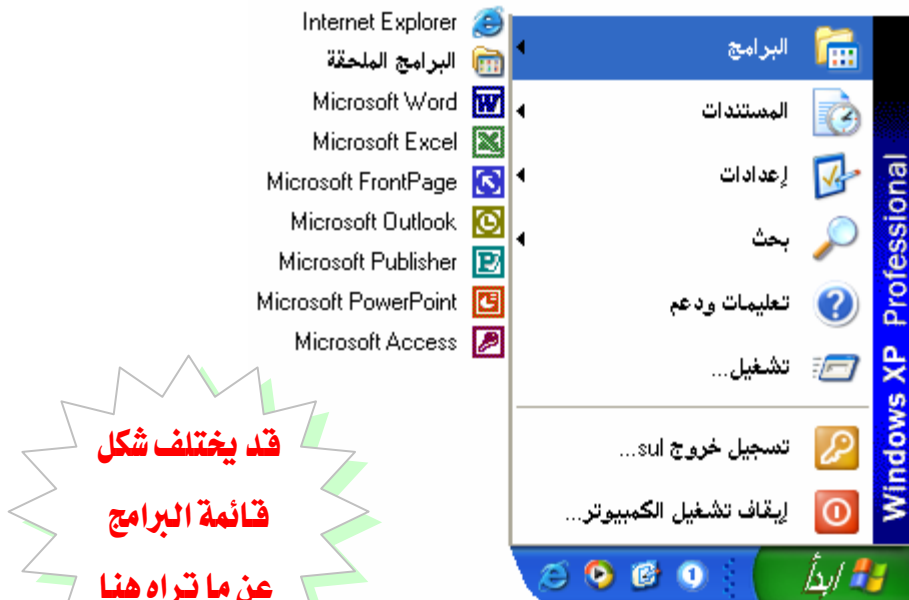 البرامج
المستندات
إعدادات
بحث
تعليمات ودعم
تشغيل...
تسجيل خروج sul...
إيقاف تشغيل الكمبيوتر...
Windows XP Professional
ابدأ
Internet Explorer
البرامج الملحقة
Microsoft Word
Microsoft Excel
Microsoft FrontPage
Microsoft Outlook
Microsoft Publisher
Microsoft PowerPoint
Microsoft Access
قد يختلف شكل
قائمة البرامج
عن ما تراه هنا